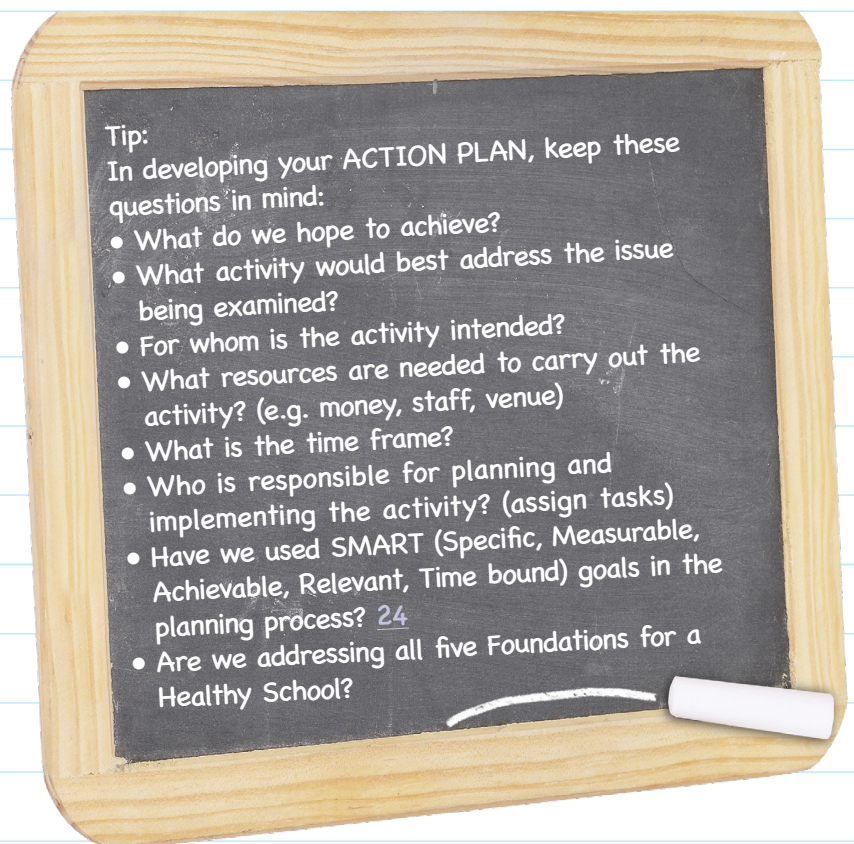 Tip:
In developing your ACTION PLAN, keep these
questions in mind:
• What do we hope to achieve?
• What activity would best address the issue
being examined?
• For whom is the activity intended?
• What resources are needed to carry out the
activity? (e.g. money, staff, venue)
• What is the time frame?
• Who is responsible for planning and
implementing the activity? (assign tasks)
• Have we used SMART (Specific, Measurable,
Achievable, Relevant, Time bound) goals in the
planning process? 24
• Are we addressing all five Foundations for a
Healthy School?